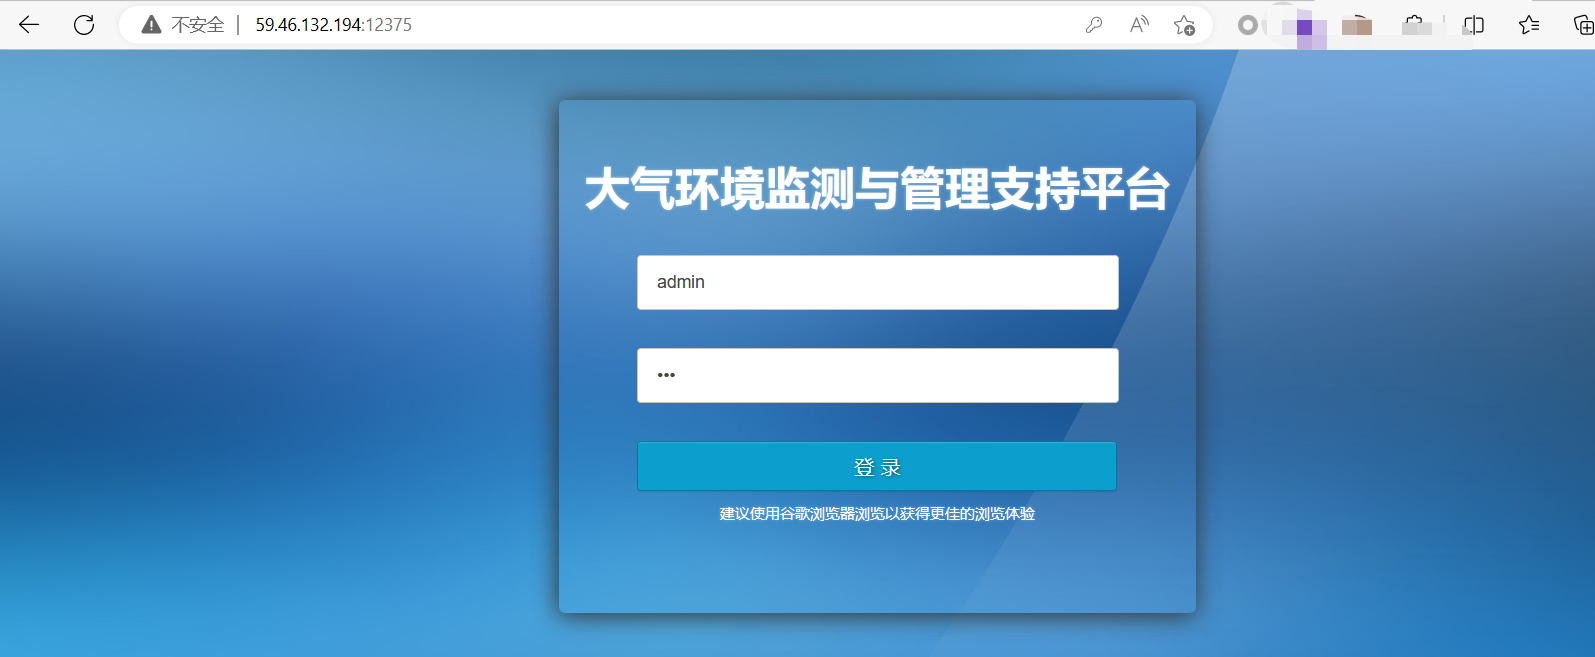 不安全 59.46.132.194:12375
大气环境监测与管理支持平台
admin
•••
登 录
建议使用谷歌浏览器浏览以获得更佳的浏览体验